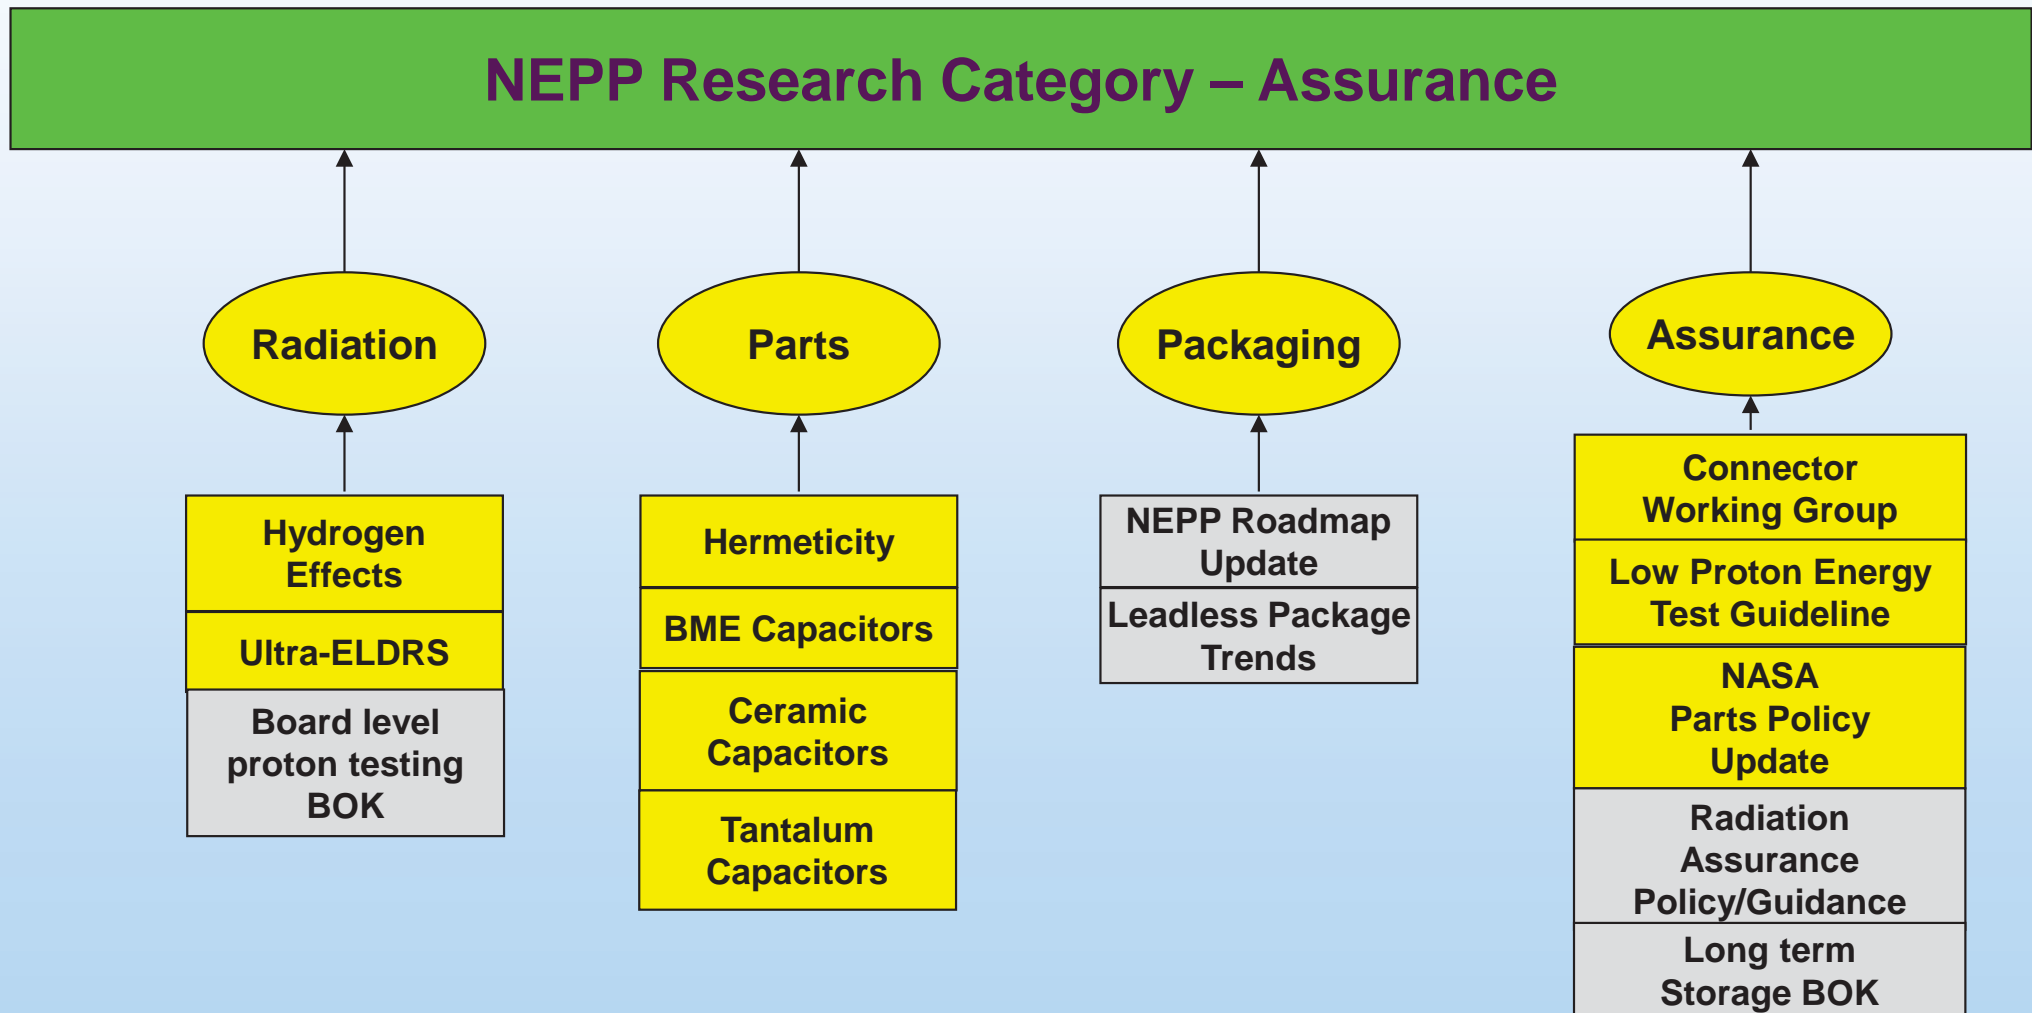 NEPP Research Category – Assurance
Radiation
Parts
Packaging
Assurance
Hydrogen
Effects
Ultra-ELDRS
Board level
proton testing
BOK
Hermeticity
BME Capacitors
Ceramic
Capacitors
Tantalum
Capacitors
NEPP Roadmap
Update
Leadless Package
Trends
Connector
Working Group
Low Proton Energy
Test Guideline
NASA
Parts Policy
Update
Radiation
Assurance
Policy/Guidance
Long term
Storage BOK